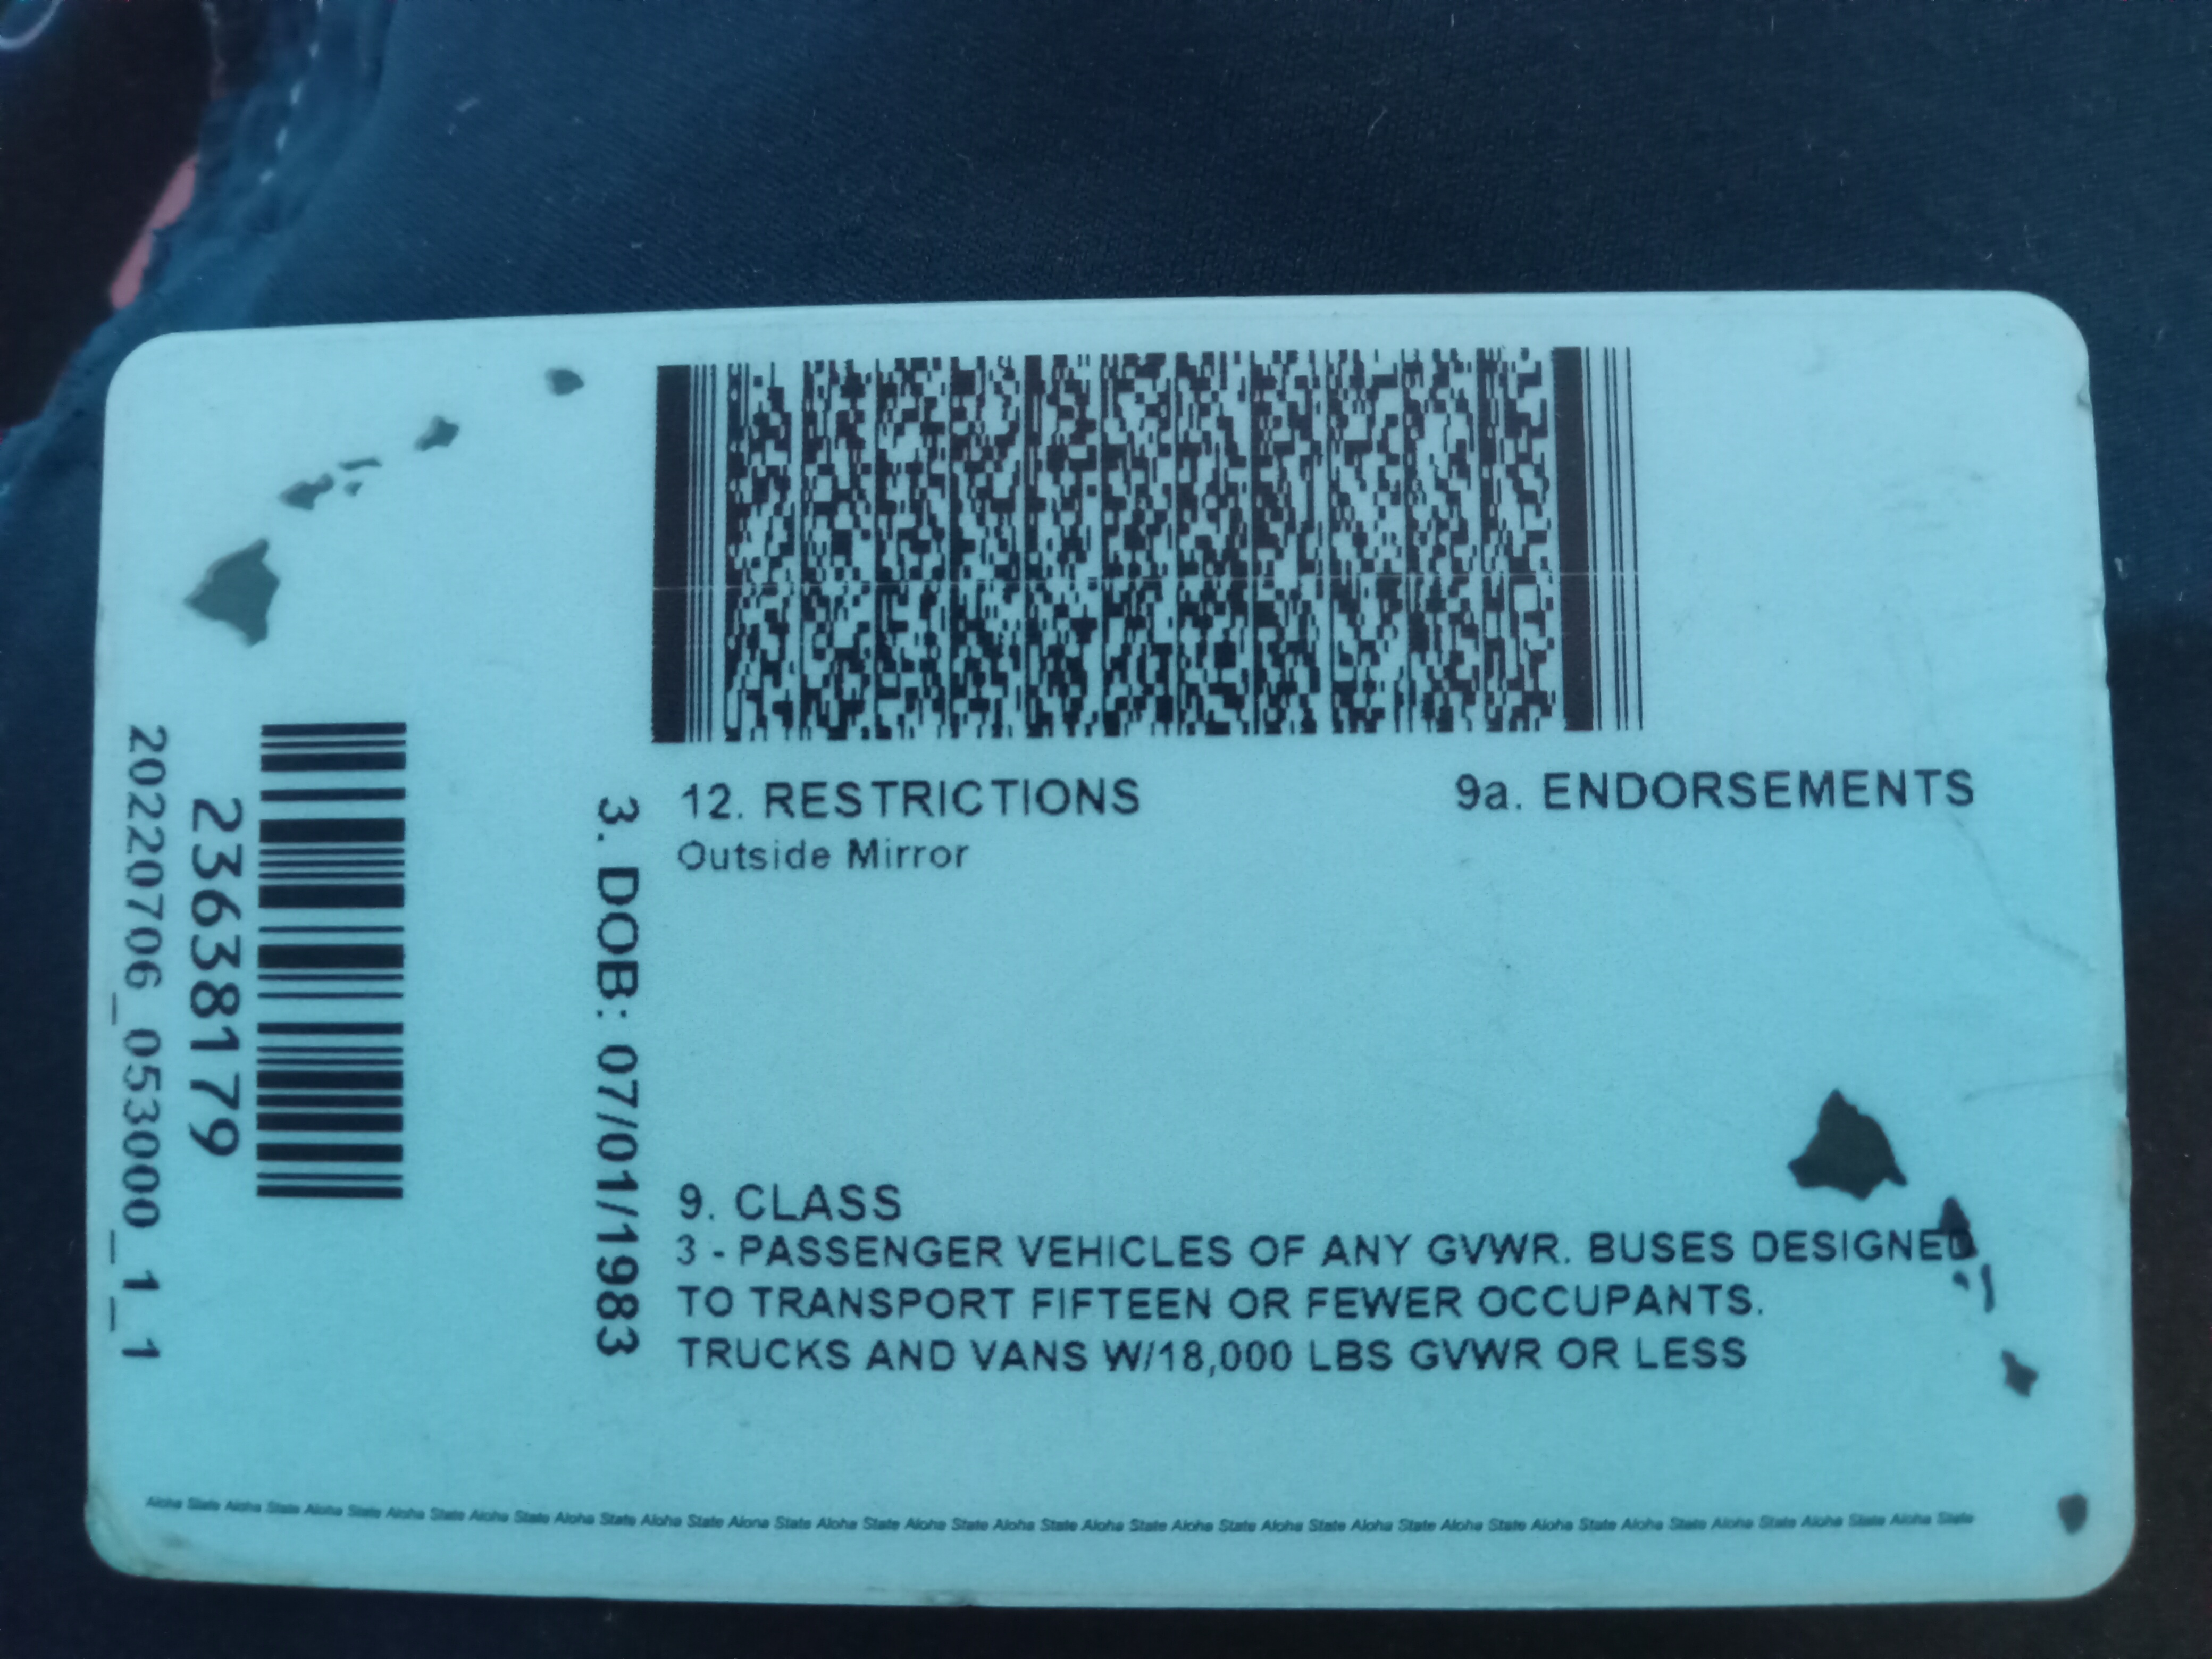 12. RESTRICTIONS
Outside Mirror
9a. ENDORSEMENTS
3. DOB: 07/01/1983
23638179
20220706_053000_1_1
9. CLASS
3 - PASSENGER VEHICLES OF ANY GVWR. BUSES DESIGNED
TO TRANSPORT FIFTEEN OR FEWER OCCUPANTS.
TRUCKS AND VANS W/18,000 LBS GVWR OR LESS
Aloha State Aloha State Aloha State Aloha State Aloha State Aloha State Aloha State Aloha State Aloha State Aloha State Aloha State Aloha State Aloha State Aloha State Aloha State Aloha State Aloha State Aloha State Aloha State Aloha State Aloha State